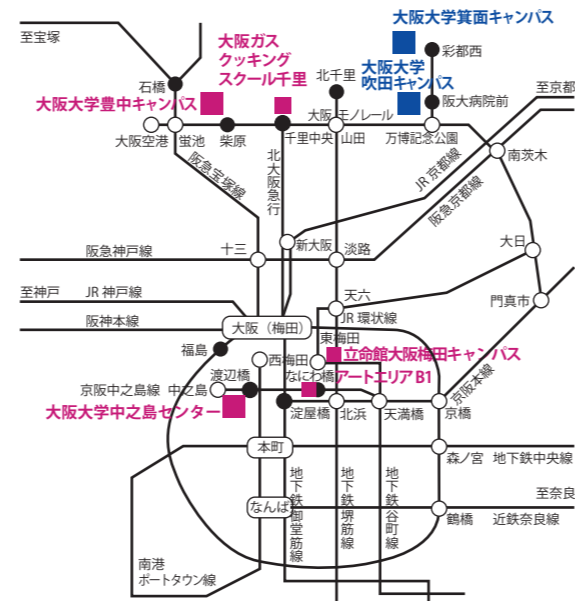 大阪大学箕面キャンパス
至宝塚
大阪ガス
クッキング
スクール千里
彩都西
石橋
北千里
大阪大学
吹田キャンパス
至京都
大阪大学豊中キャンパス
阪大病院前
大阪モノレール
大阪空港
蛍池
柴原
千里中央
山田
万博記念公園
南茨木
阪急宝塚線
北大阪急行
JR 京都線
阪急京都線
十三
新大阪
淡路
大日
阪急神戸線
至神戸
JR 神戸線
天六
門真市
JR 環状線
阪神本線
大阪（梅田）
東梅田
福島
西梅田
立命館大阪梅田キャンパス
渡辺橋
なにわ橋
アートエリア B1
京阪本線
京阪中之島線
中之島
大阪大学中之島センター
淀屋橋
北浜
天満橋
京橋
本町
森ノ宮
地下鉄中央線
地下鉄御堂筋線
地下鉄堺筋線
地下鉄谷町線
至奈良
なんば
鶴橋
近鉄奈良線
南港
ポートタウン線